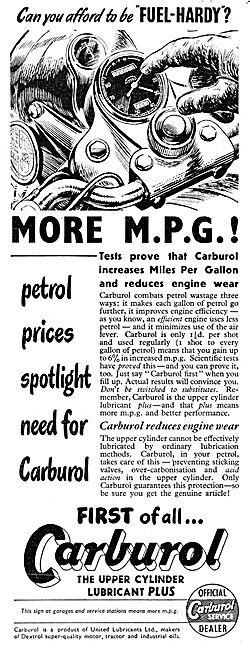 Can you afford to be "FUEL-HARDY"?
MORE M.P.G.!
petrol
prices
spotlight
need for
Carburol
Tests prove that Carburol
increases Miles Per Gallon
and reduces engine wear
Carburol combats petrol wastage three
ways: it makes each gallon of petrol go
further, it improves engine efficiency —
as you know, an efficient engine uses less
petrol — and it minimizes use of the air
lever. Carburol is only 1½d. per shot
and used regularly (1 shot to every
gallon of petrol) means that you gain up
to 6% in increased m.p.g. Scientific tests
have proved this—and you can prove it,
too. Just say "Carburol first" when you
fill up. Actual results will convince you.
Don't be switched to substitutes. Re-
member, Carburol is the upper cylinder
lubricant plus—and that plus means
more m.p.g. and better performance.
Carburol reduces engine wear
The upper cylinder cannot be effectively
lubricated by ordinary lubrication
methods. Carburol, in your petrol,
takes care of this — preventing sticking
valves, over-carbonisation and acid
action in the upper cylinder. Only
Carburol guarantees this protection—so
be sure you get the genuine article!
FIRST of all...
Carburol
THE UPPER CYLINDER
LUBRICANT PLUS
This sign at garages and service stations means more m.p.g.
OFFICIAL
Carburol
SERVICE
DEALER
Carburol is a product of United Lubricants Ltd., makers
of Dextrol super-quality motor, tractor and industrial oils.